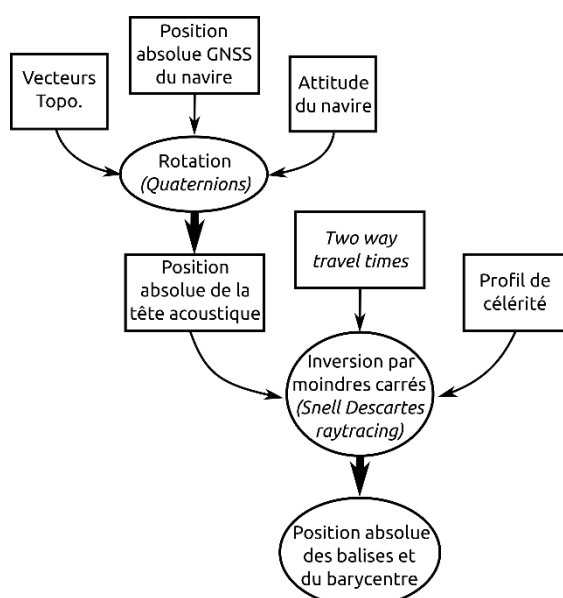 Position
absolue GNSS
du navire
Vecteurs
Topo.
Attitude
du navire
Rotation
(Quaternions)
Position
absolue de la
tête acoustique
Two way
travel times
Profil de
célérité
Inversion par
moindres carrés
(Snell Descartes
raytracing)
Position absolue
des balises et
du barycentre